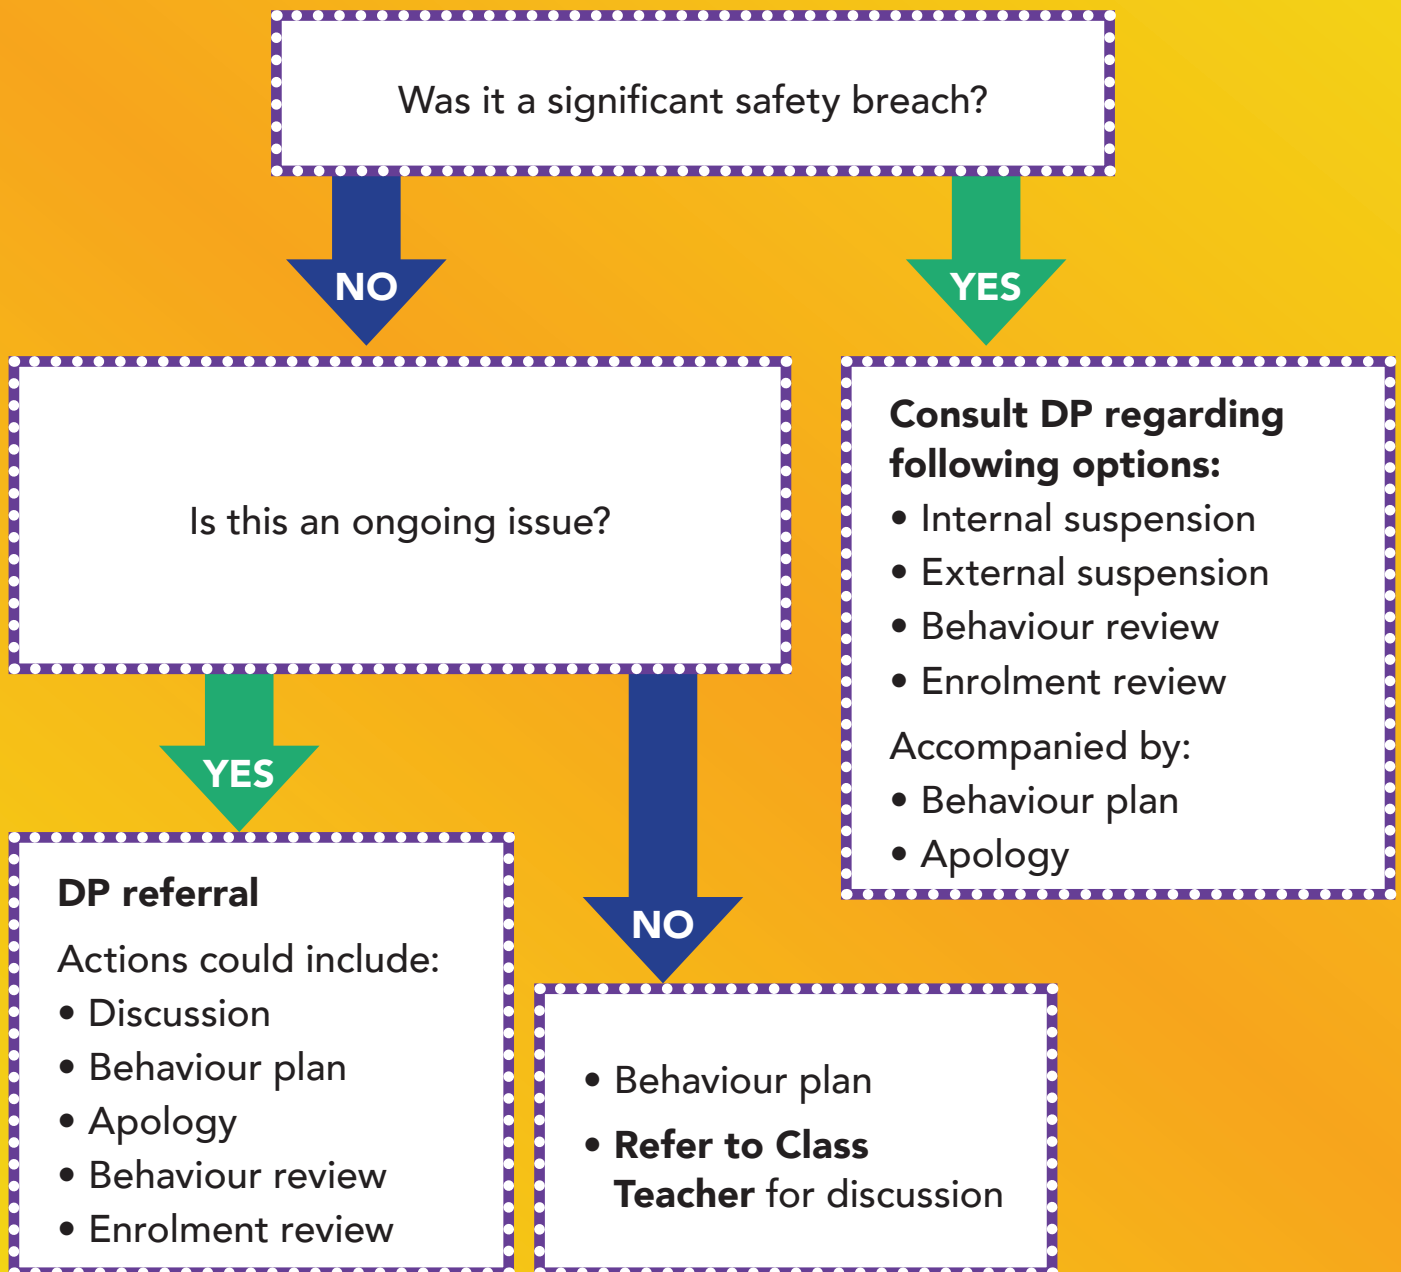 Was it a significant safety breach?
NO
YES
Is this an ongoing issue?
Consult DP regarding
following options:
• Internal suspension
• External suspension
• Behaviour review
• Enrolment review
Accompanied by:
• Behaviour plan
• Apology
YES
NO
DP referral
Actions could include:
• Discussion
• Behaviour plan
• Apology
• Behaviour review
• Enrolment review
• Behaviour plan
• Refer to Class
Teacher for discussion